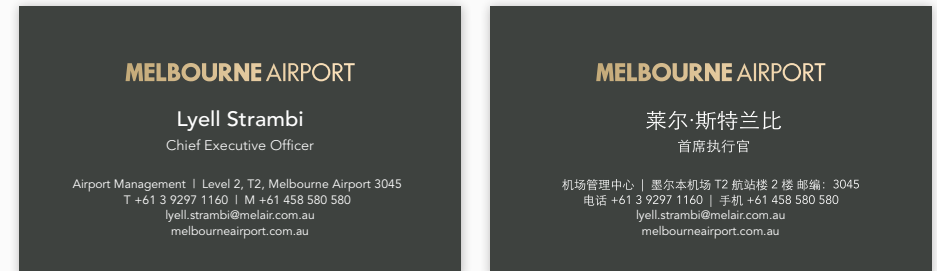 MELBOURNE AIRPORT
Lyell Strambi
Chief Executive Officer
Airport Management | Level 2, T2, Melbourne Airport 3045
T +61 3 9297 1160 | M +61 458 580 580
lyell.strambi@melair.com.au
melbourneairport.com.au
MELBOURNE AIRPORT
莱尔·斯特兰比
首席执行官
机场管理中心 | 墨尔本机场 T2 航站楼 2 楼 邮编：3045
电话 +61 3 9297 1160 | 手机 +61 458 580 580
lyell.strambi@melair.com.au
melbourneairport.com.au